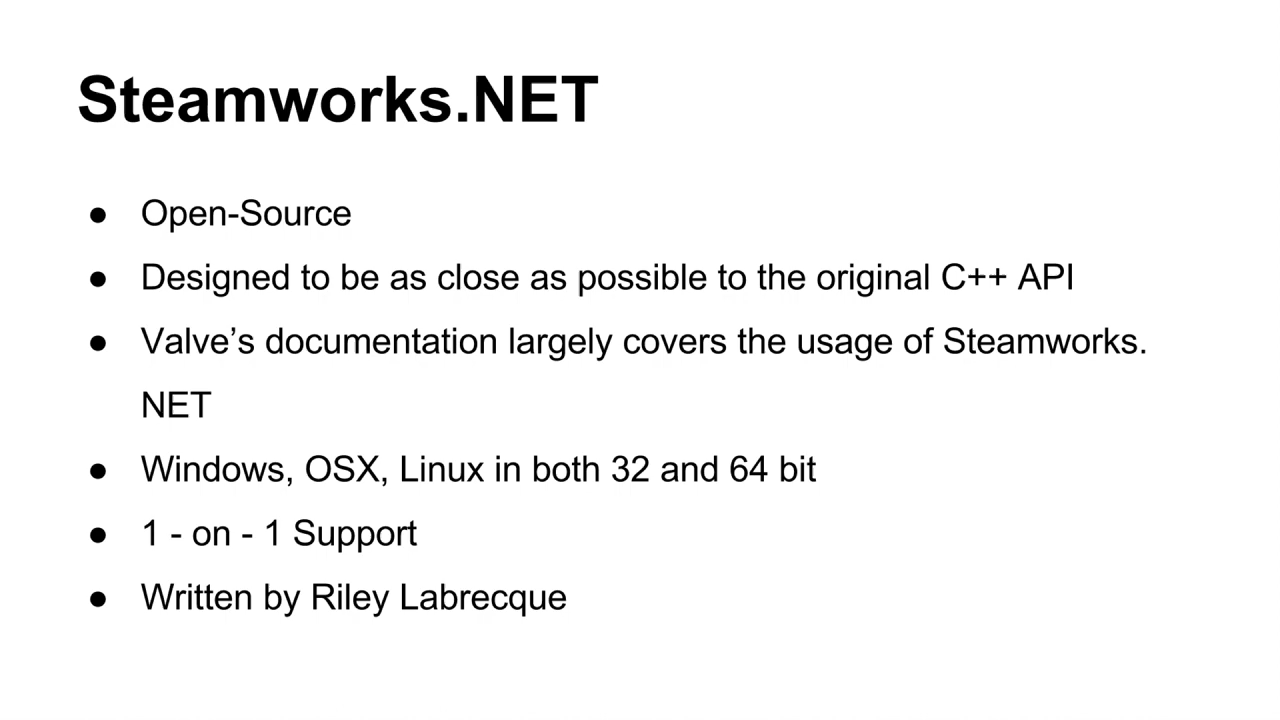 Steamworks.NET
● Open-Source
● Designed to be as close as possible to the original C++ API
● Valve’s documentation largely covers the usage of Steamworks.
NET
● Windows, OSX, Linux in both 32 and 64 bit
● 1 - on - 1 Support
● Written by Riley Labrecque